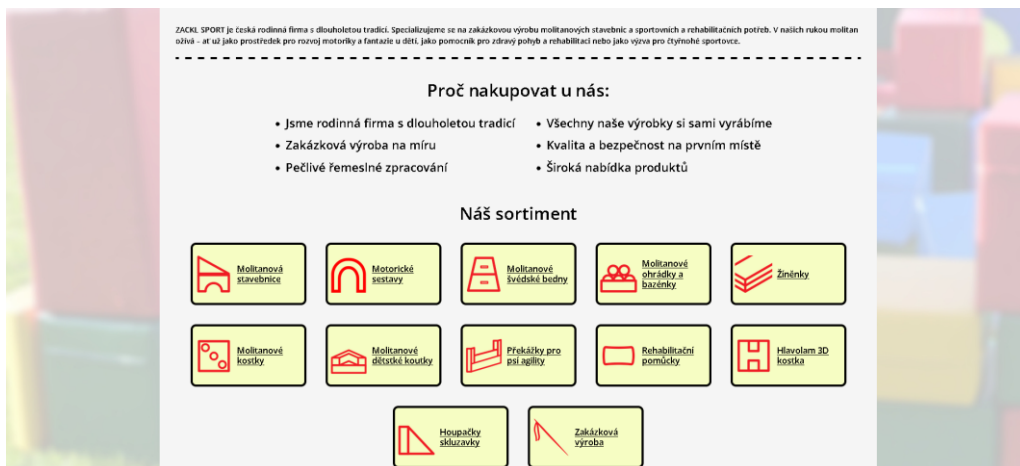 ZACKL SPORT je česká rodinná firma s dlouholetou tradicí. Specializujeme se na zakázkovou výrobu molitanových stavebnic a sportovních a rehabilitačních potřeb. V našich rukou molitan
ožívá – ať už jako prostředek pro rozvoj motoriky a fantazie u dětí, jako pomocník pro zdravý pohyb a rehabilitaci nebo jako výzva pro čtyřnohé sportovce.
Proč nakupovat u nás:
• Jsme rodinná firma s dlouholetou tradicí
• Zakázková výroba na míru
• Pečlivé řemeslné zpracování
• Všechny naše výrobky si sami vyrábíme
• Kvalita a bezpečnost na prvním místě
• Široká nabídka produktů
Náš sortiment
Molitanová
stavebnice
Motorické
sestavy
Molitanové
švédské bedny
Molitanové
ohrádky a
bazénky
Žíněnky
Molitanové
kostky
Molitanové
dětstké koutky
Překážky pro
psí agility
Rehabilitační
pomůcky
Hlavolam 3D
kostka
Houpačky
skluzavky
Zakázková
výroba